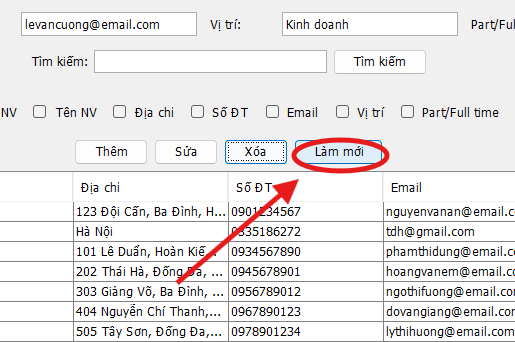 levancuong@email.com Vị trí: Kinh doanh Part/Ful
Tìm kiếm: Tìm kiếm
NV Tên NV Địa chỉ Số ĐT Email Vị trí Part/Full time
Thêm Sửa Xóa Làm mới
Địa chỉ Số ĐT Email
123 Đội Cấn, Ba Đình, H... 0901234567 nguyenvanan@email.c
Hà Nội 0335186272 tdh@gmail.com
101 Lê Duẩn, Hoàn Kiế... 0934567890 phamthidung@email.c
202 Thái Hà, Đống Đa, ... 0945678901 hoangvanem@email.c
303 Giảng Võ, Ba Đình, ... 0956789012 ngothifuong@email.co
404 Nguyễn Chí Thanh,... 0967890123 dovangiang@email.co
505 Tây Sơn, Đống Đa,... 0978901234 lythihuong@email.co